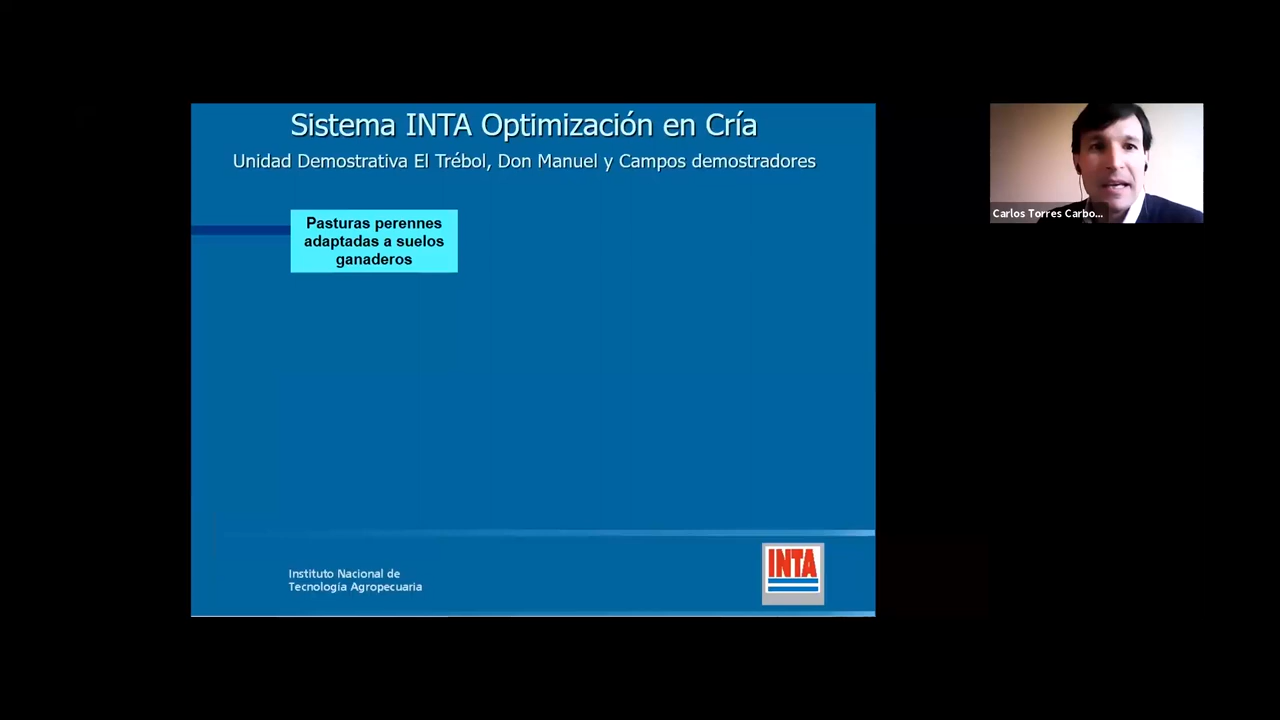 Sistema INTA Optimización en Cría
Unidad Demostrativa El Trébol, Don Manuel y Campos demostradores
Pasturas perennes
adaptadas a suelos
ganaderos
Carlos Torres Carbo...
Instituto Nacional de
Tecnología Agropecuaria
INTA